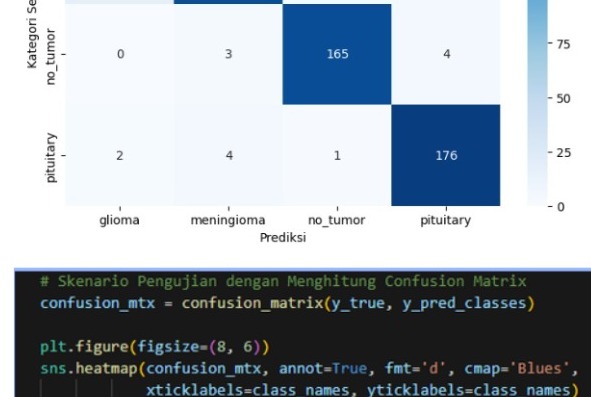 Kategori Se
no_tumor
0 3 165 4
75
50
pituitary
2 4 1 176
25
0
glioma meningioma no_tumor pituitary
Prediksi
# Skenario Pengujian dengan Menghitung Confusion Matrix
confusion_mtx = confusion_matrix(y_true, y_pred_classes)
plt.figure(figsize=(8, 6))
sns.heatmap(confusion_mtx, annot=True, fmt='d', cmap='Blues',
xticklabels=class_names, yticklabels=class_names)